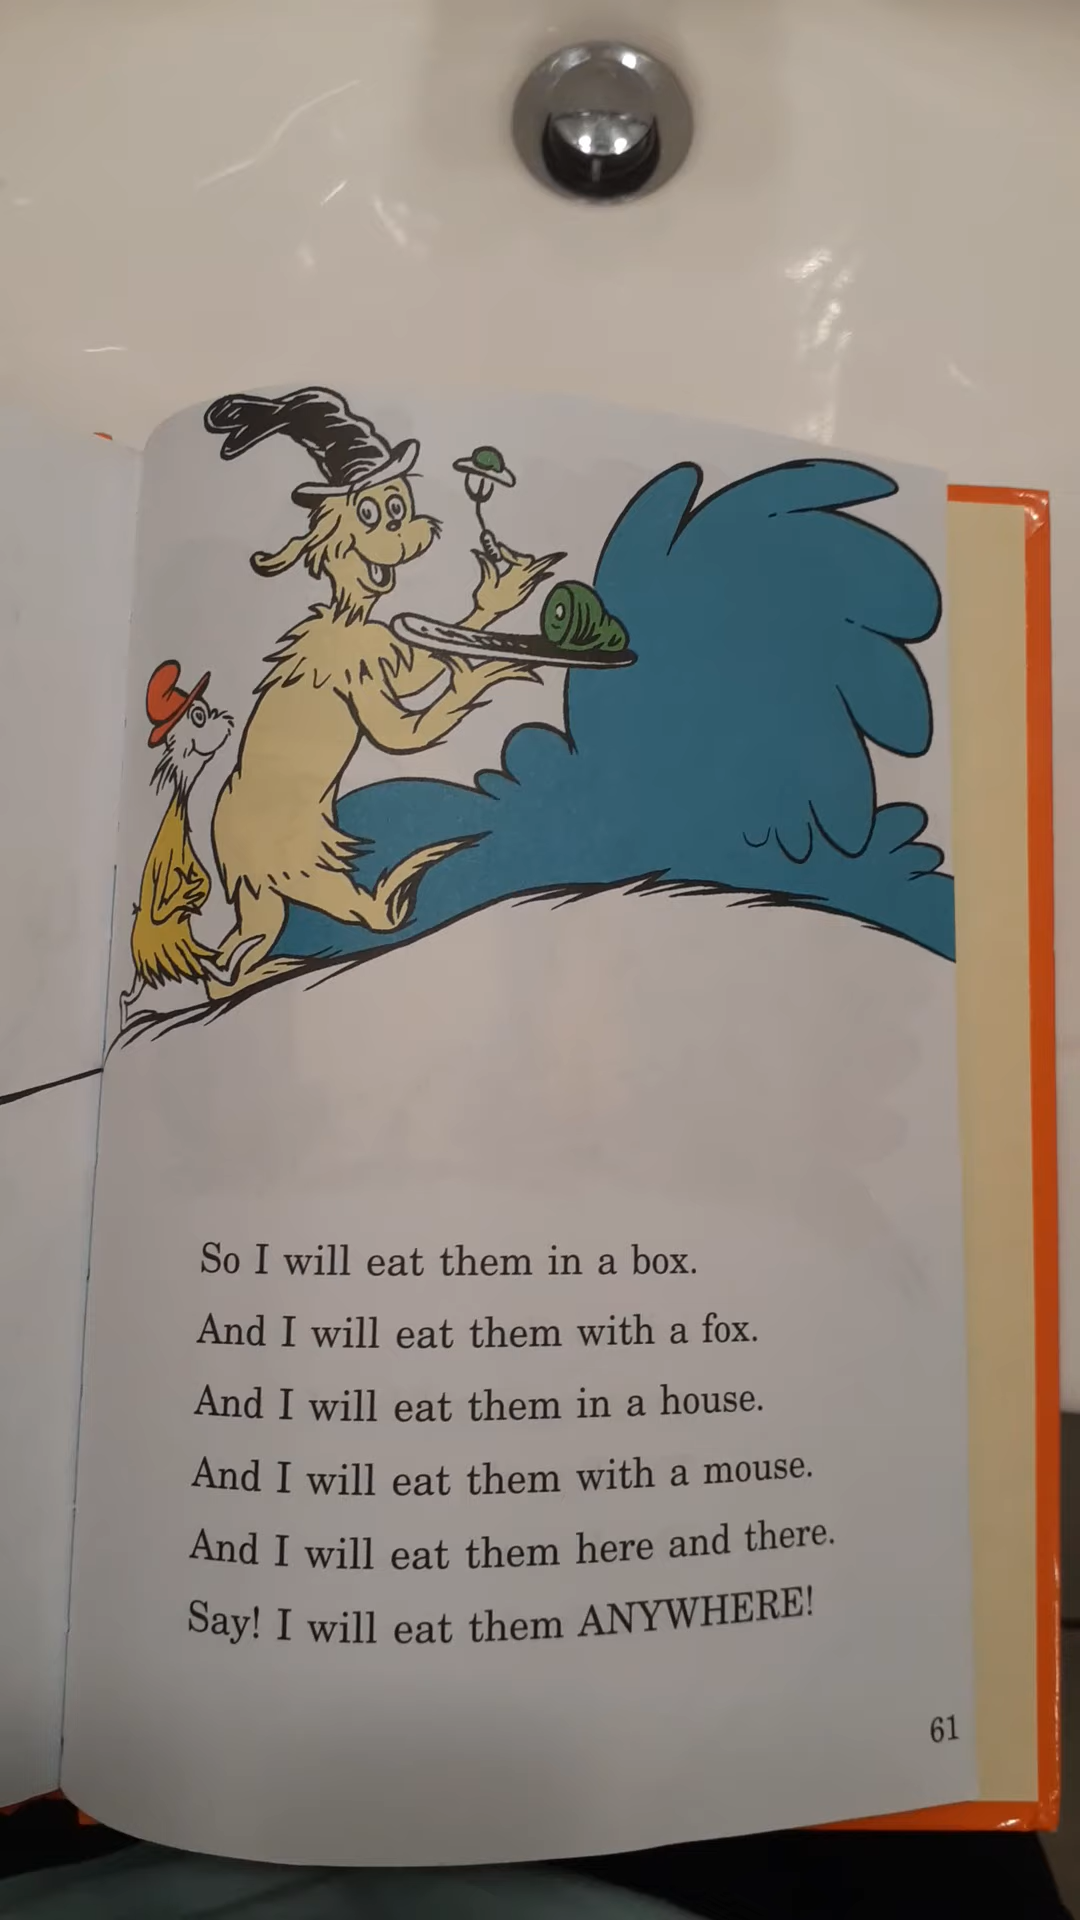 So I will eat them in a box.
And I will eat them with a fox.
And I will eat them in a house.
And I will eat them with a mouse.
And I will eat them here and there.
Say! I will eat them ANYWHERE!
61